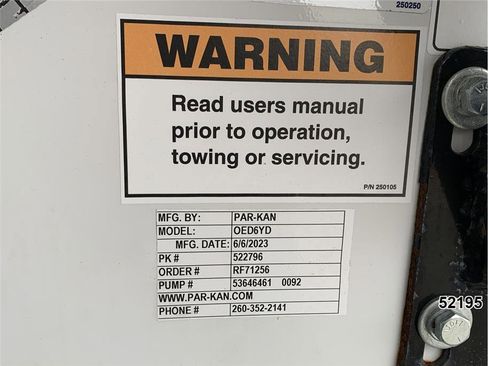 250250
WARNING
Read users manual
prior to operation,
towing or servicing.
P/N 250105
MFG. BY: PAR-KAN
MODEL: OED6YD
MFG. DATE: 6/6/2023
PK # 522796
ORDER # RF71256
PUMP # 53646461 0092
WWW.PAR-KAN.COM
PHONE # 260-352-2141
52195